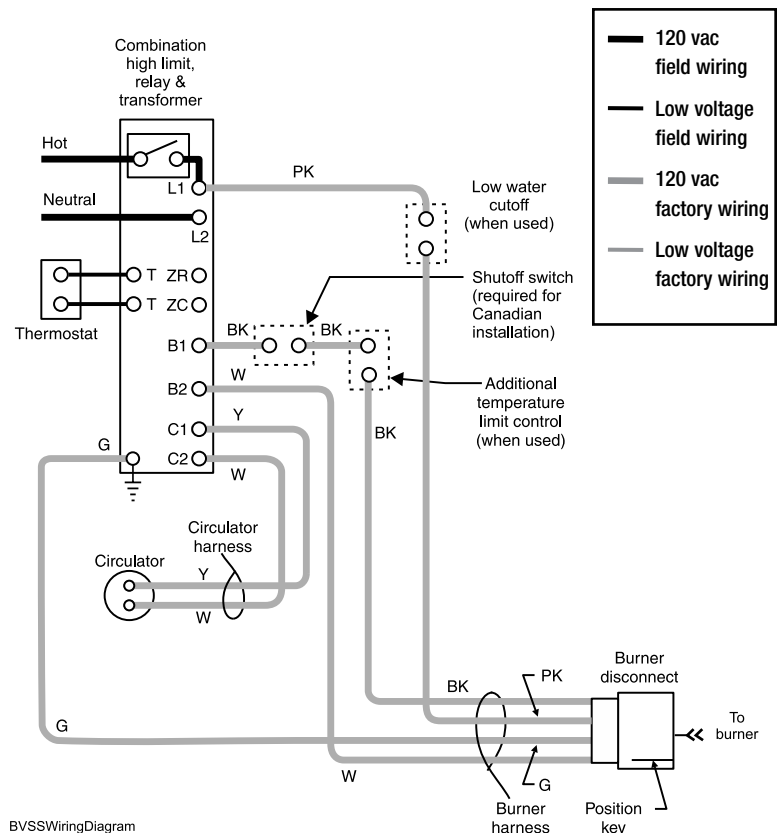 Combination
high limit,
relay &
transformer
120 vac
field wiring
Low voltage
field wiring
120 vac
factory wiring
Low voltage
factory wiring
Hot
L1
PK
Neutral
L2
Low water
cutoff
(when used)
T ZR
T ZC
Thermostat
Shutoff switch
(required for
Canadian
installation)
B1
BK
BK
B2
W
Additional
temperature
limit control
(when used)
C1
Y
BK
G
C2
W
Circulator
harness
Circulator
Y
W
Burner
disconnect
BK
PK
To
burner
G
W
G
Burner
harness
Position
key
BVSSWiringDiagram